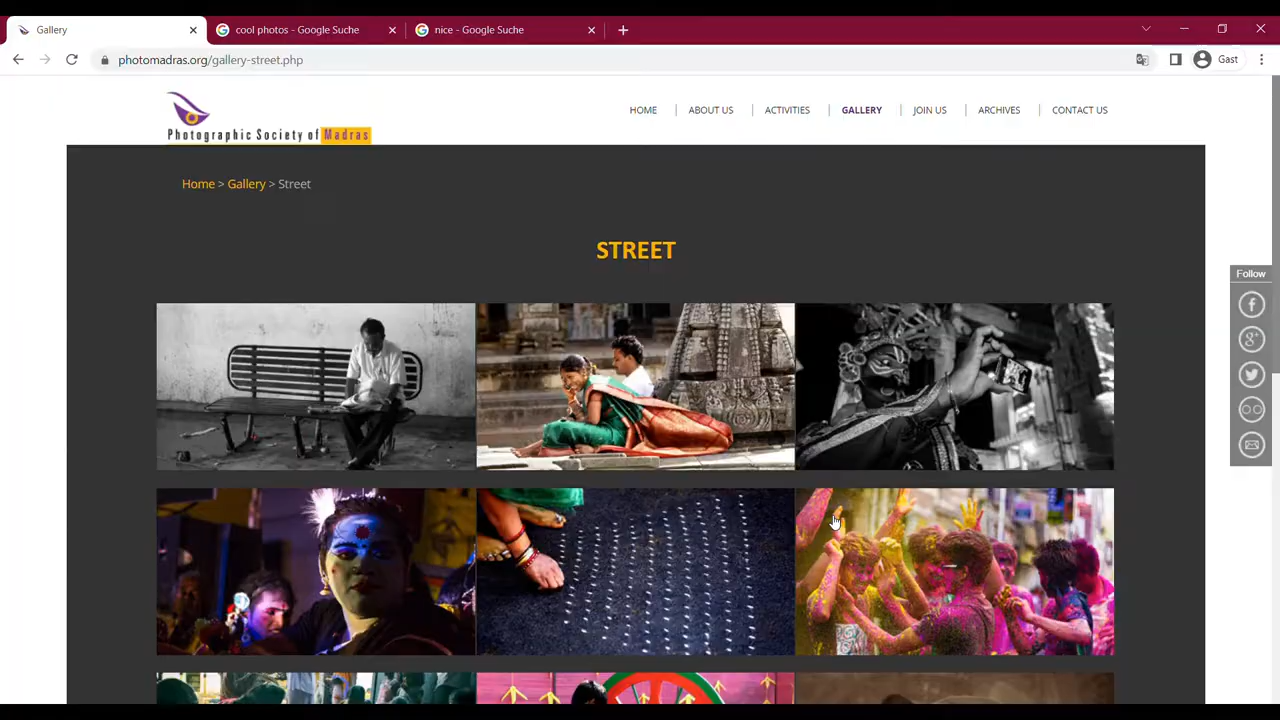 Gallery
cool photos - Google Suche
nice - Google Suche
photomadras.org/gallery-street.php
Gast
Photographic Society of Madras
HOME
ABOUT US
ACTIVITIES
GALLERY
JOIN US
ARCHIVES
CONTACT US
Home > Gallery > Street
STREET
Follow